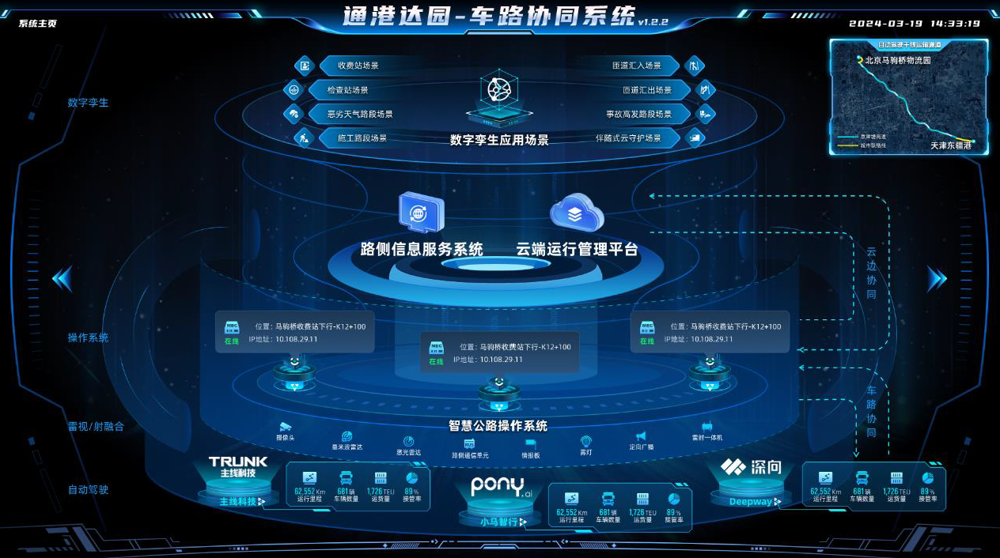 系统主页
通港达园-车路协同系统v1.2.2
2024-03-19 14:33:19
自动驾驶干线运输通道
北京马驹桥物流园
京津塘高速
城市联络线
天津东疆港
数字孪生
收费站场景
检查站场景
恶劣天气路段场景
施工路段场景
数字孪生应用场景
匝道汇入场景
匝道汇出场景
事故高发路段场景
伴随式云守护场景
路侧信息服务系统
云端运行管理平台
云边协同
操作系统
MEC
在线
位置: 马驹桥收费站下行-K12+100
IP地址: 10.108.29.11
MEC
在线
位置: 马驹桥收费站下行-K12+100
IP地址: 10.108.29.11
MEC
在线
位置: 马驹桥收费站下行-K12+100
IP地址: 10.108.29.11
车路协同
智慧公路操作系统
雷视/射融合
摄像头
毫米波雷达
激光雷达
RUS
路侧通信单元
情报板
雾灯
定向广播
雷射一体机
自动驾驶
TRUNK
主线科技
主线科技
62,552 Km
运行里程
681 辆
车辆数量
1,726 TEU
运货量
89 %
接管率
pony.ai
小马智行
62,552 Km
运行里程
681 辆
车辆数量
1,726 TEU
运货量
89 %
接管率
深向
Deepway
62,552 Km
运行里程
681 辆
车辆数量
1,726 TEU
运货量
89 %
接管率